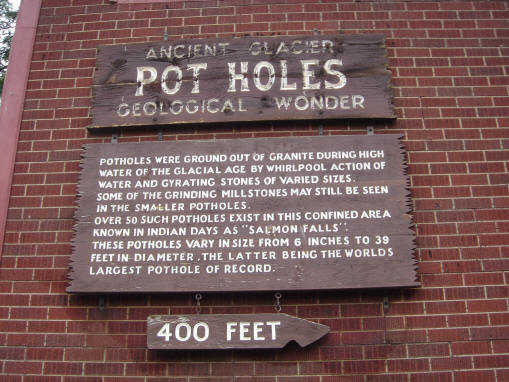 ANCIENT GLACIER
POT HOLES
GEOLOGICAL WONDER
POTHOLES WERE GROUND OUT OF GRANITE DURING HIGH
WATER OF THE GLACIAL AGE BY WHIRLPOOL ACTION OF
WATER AND GYRATING STONES OF VARIED SIZES.
SOME OF THE GRINDING MILLSTONES MAY STILL BE SEEN
IN THE SMALLER POTHOLES.
OVER 50 SUCH POTHOLES EXIST IN THIS CONFINED AREA
KNOWN IN INDIAN DAYS AS "SALMON FALLS".
THESE POTHOLES VARY IN SIZE FROM 6 INCHES TO 39
FEET IN DIAMETER. THE LATTER BEING THE WORLDS
LARGEST POTHOLE OF RECORD.
400 FEET